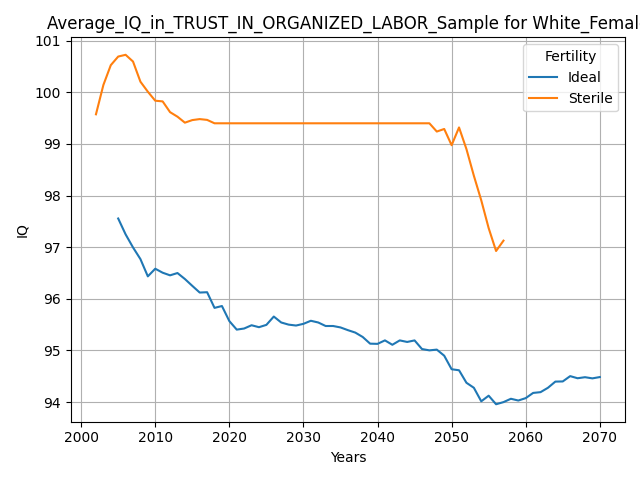 Average_IQ_in_TRUST_IN_ORGANIZED_LABOR_Sample for White_Femal
Fertility
Ideal
Sterile
IQ
101
100
99
98
97
96
95
94
2000 2010 2020 2030 2040 2050 2060 2070
Years